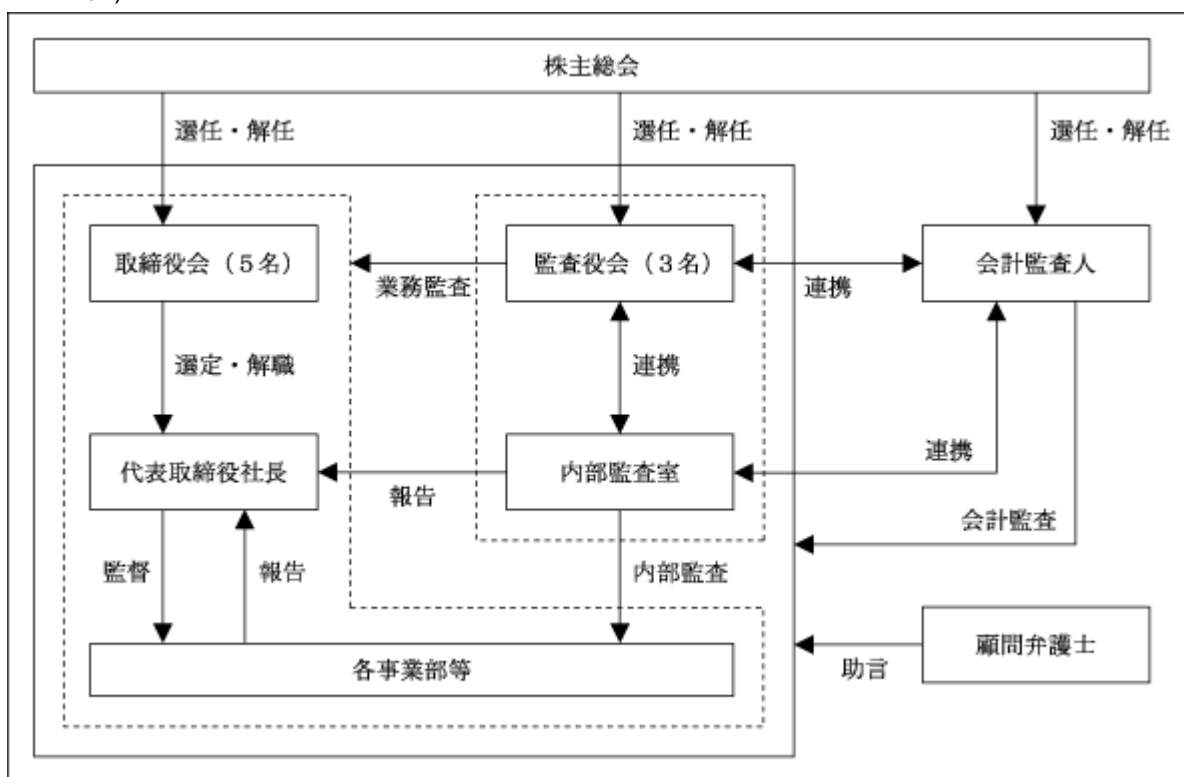 株主総会
選任・解任
選任・解任
選任・解任
取締役会（５名）
監査役会（３名）
会計監査人
業務監査
連携
選定・解職
連携
代表取締役社長
内部監査室
連携
報告
会計監査
監督
報告
内部監査
顧問弁護士
各事業部等
助言